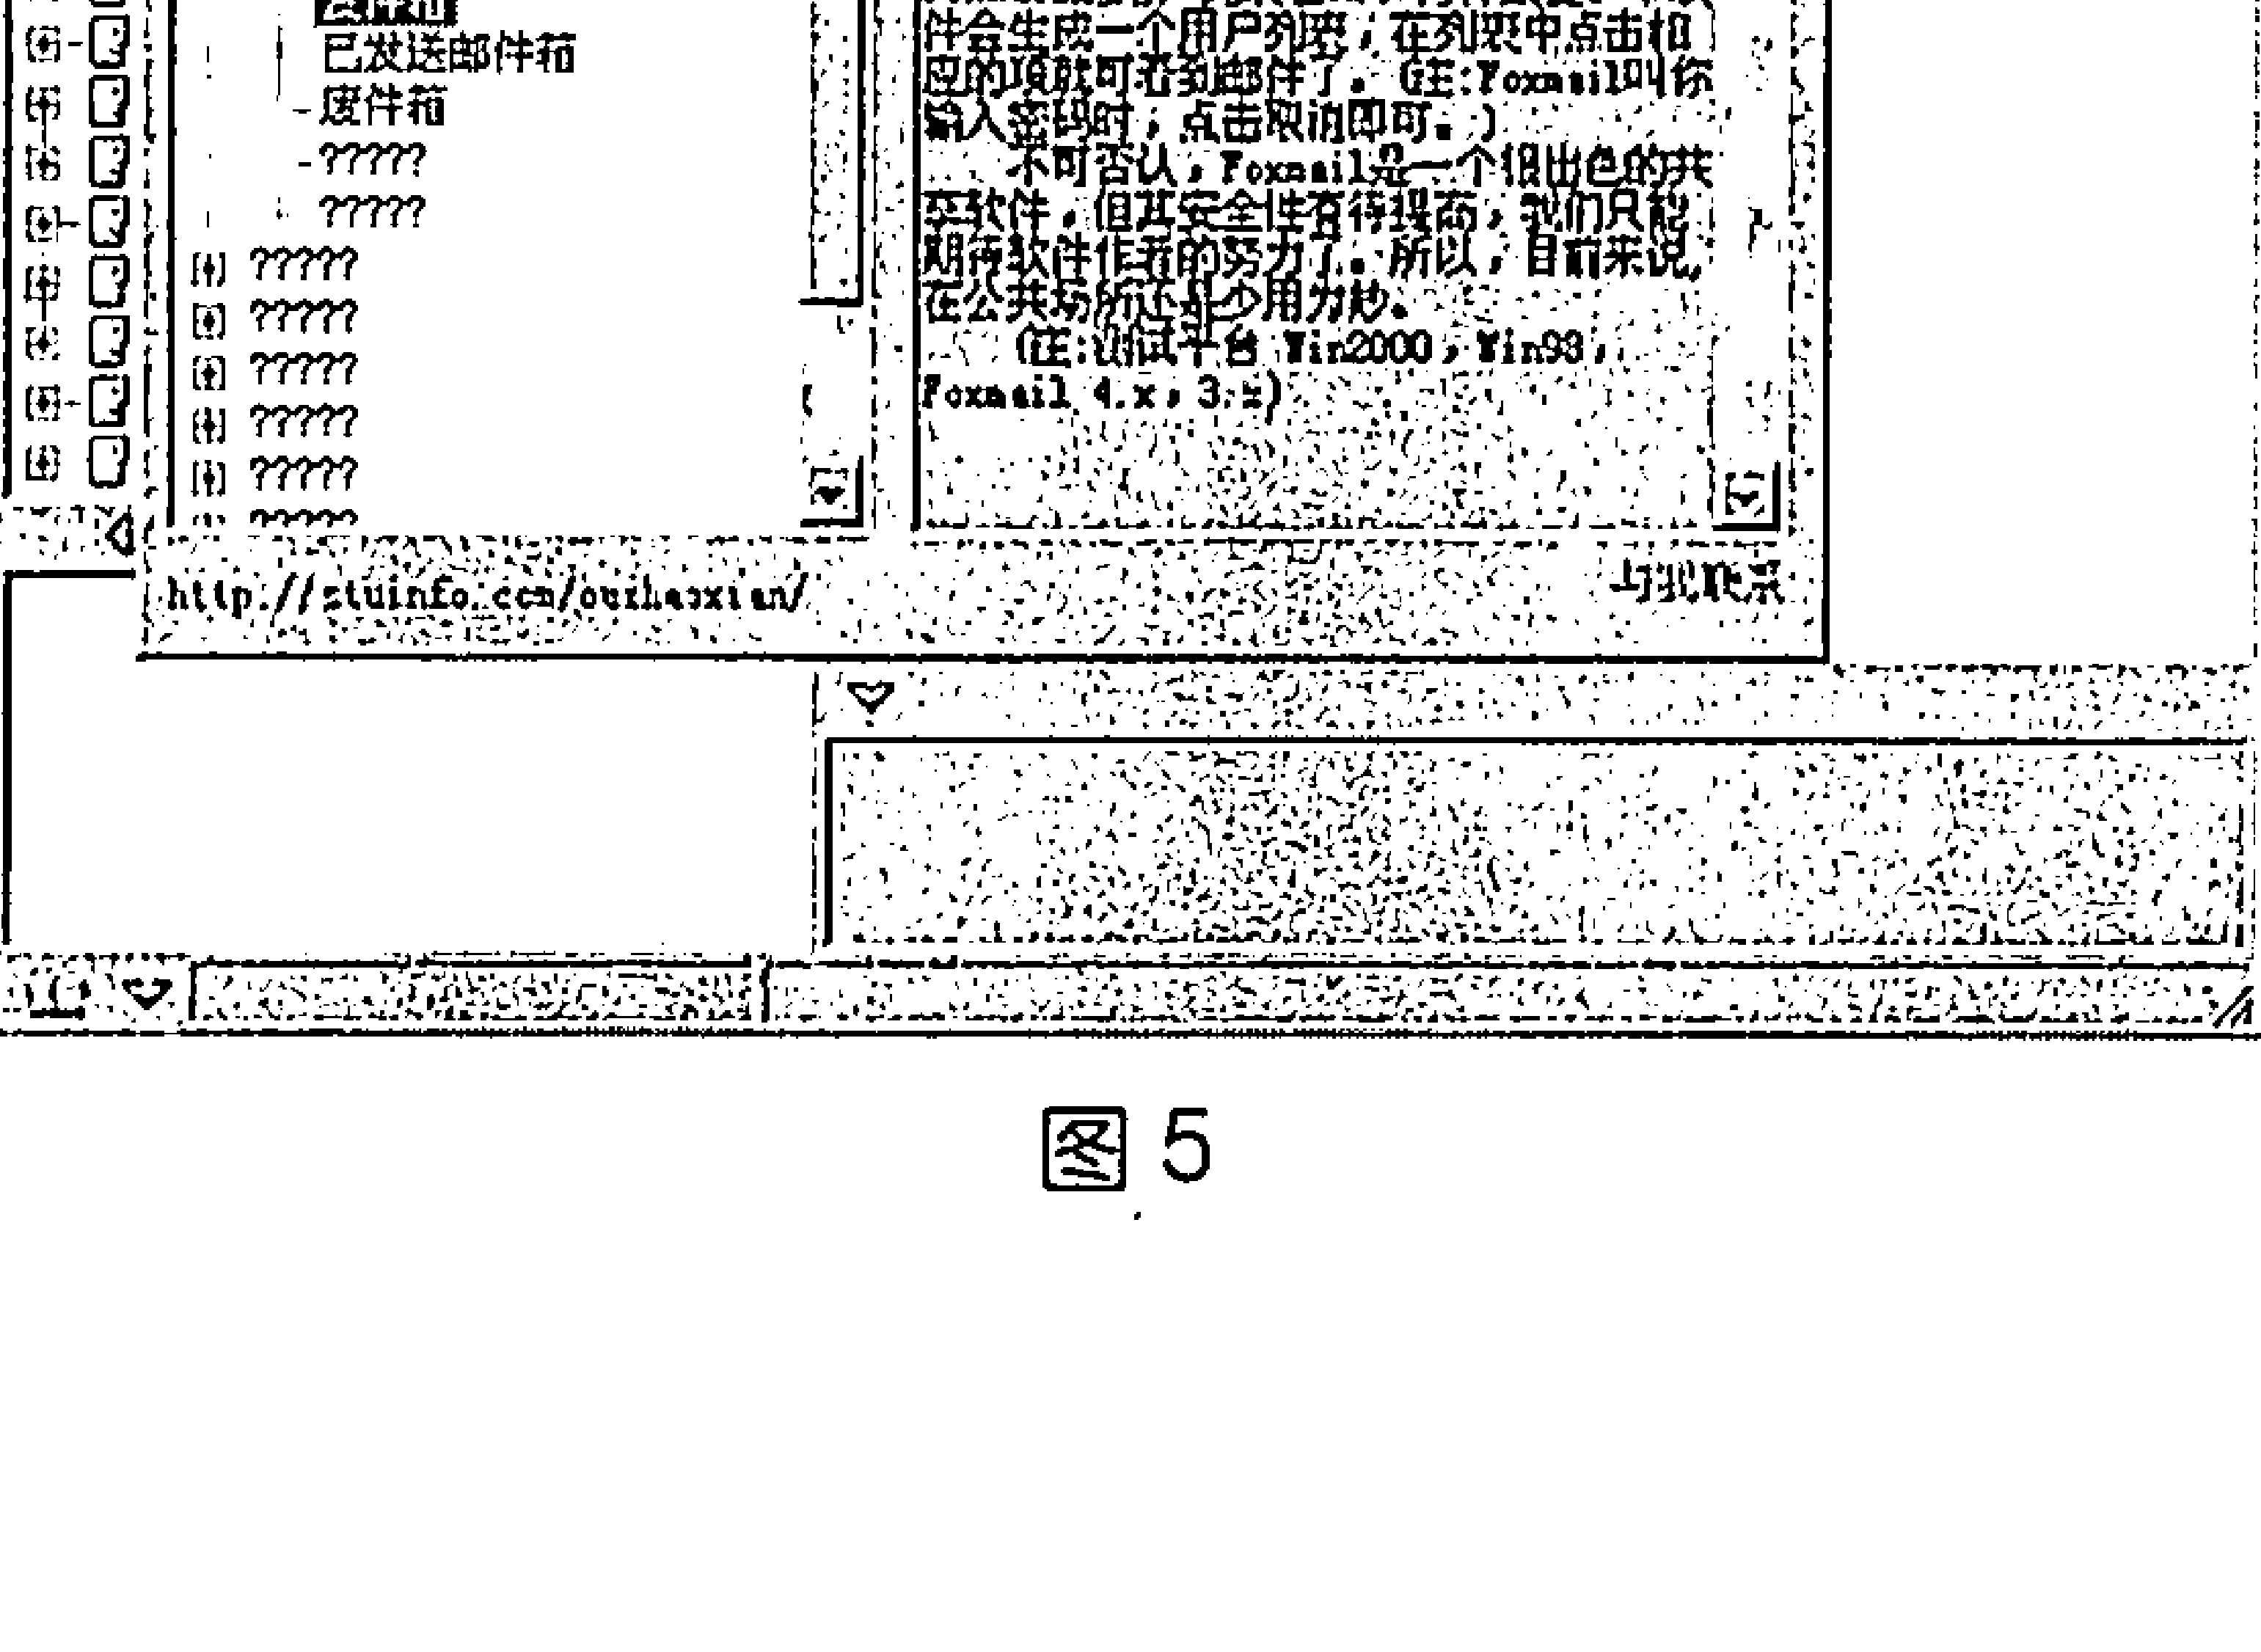 已发送邮件箱
废件箱
?????
?????
?????
?????
?????
?????
?????
?????
件会生成一个用户列表，在列表中点击相
应的项就可看到邮件了。(注:Foxmail叫你
输入密码时，点击取消即可。)
不可否认，Foxmail是一个很出色的共
享软件，但其安全性有待提高，我们只能
期待软件作者的努力了。所以，目前来说，
在公共场所还是少用为妙。
(注:测试平台 Win2000，Win98，
Foxmail 4.x，3.x)
http://stuinfo.com/ouzhaoxian/
与我联系
图 5